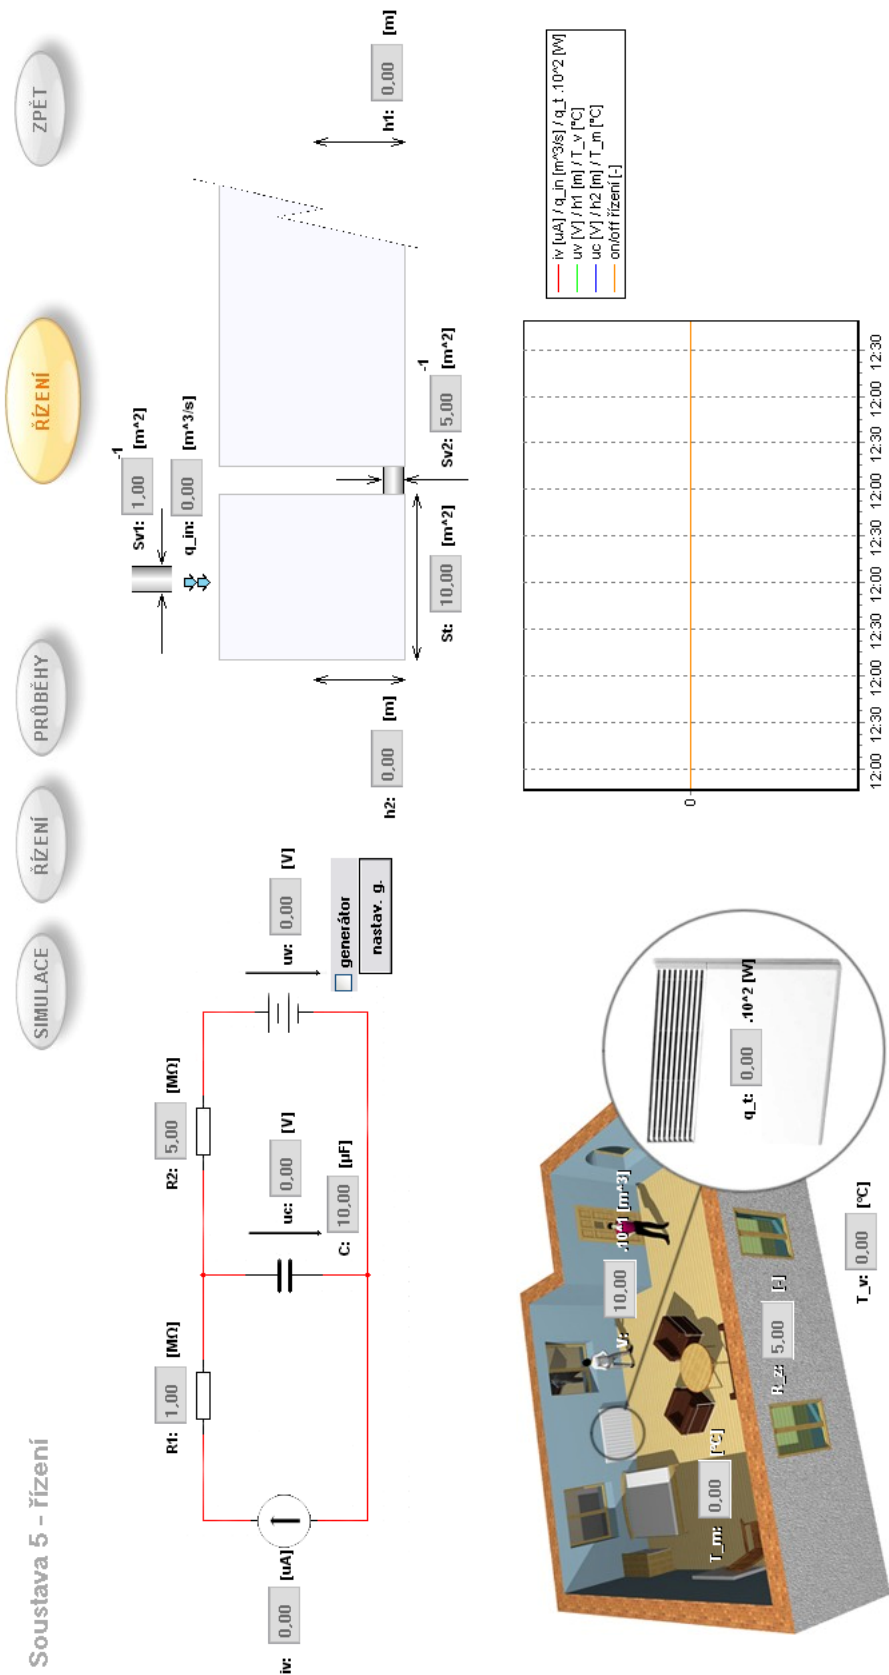 Soustava 5 - řízení
SIMULACE
ŘÍZENÍ
PRŮBĚHY
ŘÍZENÍ
ZPĚT
R1: 1,00 [MΩ]
R2: 5,00 [MΩ]
iv: 0,00 [uA]
uc: 0,00 [V]
C: 10,00 [µF]
uv: 0,00 [V]
generátor
nastav. g.
Sv1: 1,00 -1 [m^2]
q_in: 0,00 [m^3/s]
h2: 0,00 [m]
St: 10,00 [m^2]
Sv2: 5,00 -1 [m^2]
h1: 0,00 [m]
V: 10,00 .10^1 [m^3]
T_m: 0,00 [°C]
R_z: 5,00 [-]
T_v: 0,00 [°C]
q_t: 0,00 .10^2 [W]
0
12:00 12:30 12:00 12:30 12:00 12:30 12:00 12:30 12:00 12:30
iv [uA] / q_in [m^3/s] / q_t .10^2 [W]
uv [V] / h1 [m] / T_v [°C]
uc [V] / h2 [m] / T_m [°C]
on/off řízení [-]